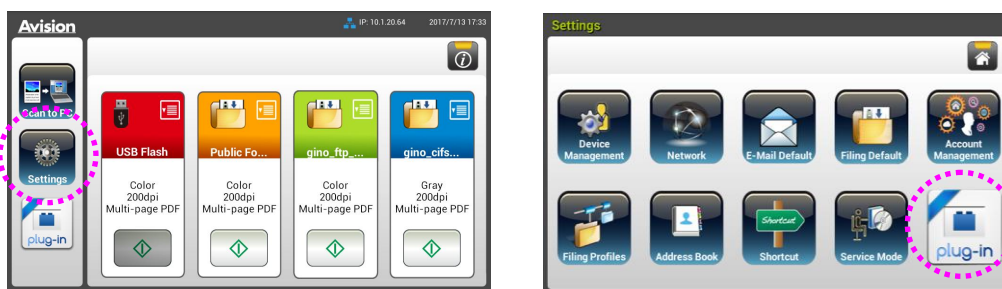 Avision
IP: 10.1.20.64 2017/7/13 17:33
Scan to PC
Settings
plug-in
USB Flash
Color
200dpi
Multi-page PDF
Public Fo...
Color
200dpi
Multi-page PDF
gino_ftp_...
Color
200dpi
Multi-page PDF
gino_cifs...
Gray
200dpi
Multi-page PDF
Settings
Device
Management
Network
E-Mail Default
Filing Default
Account
Management
Filing Profiles
Address Book
Shortcut
Shortcut
Service Mode
plug-in